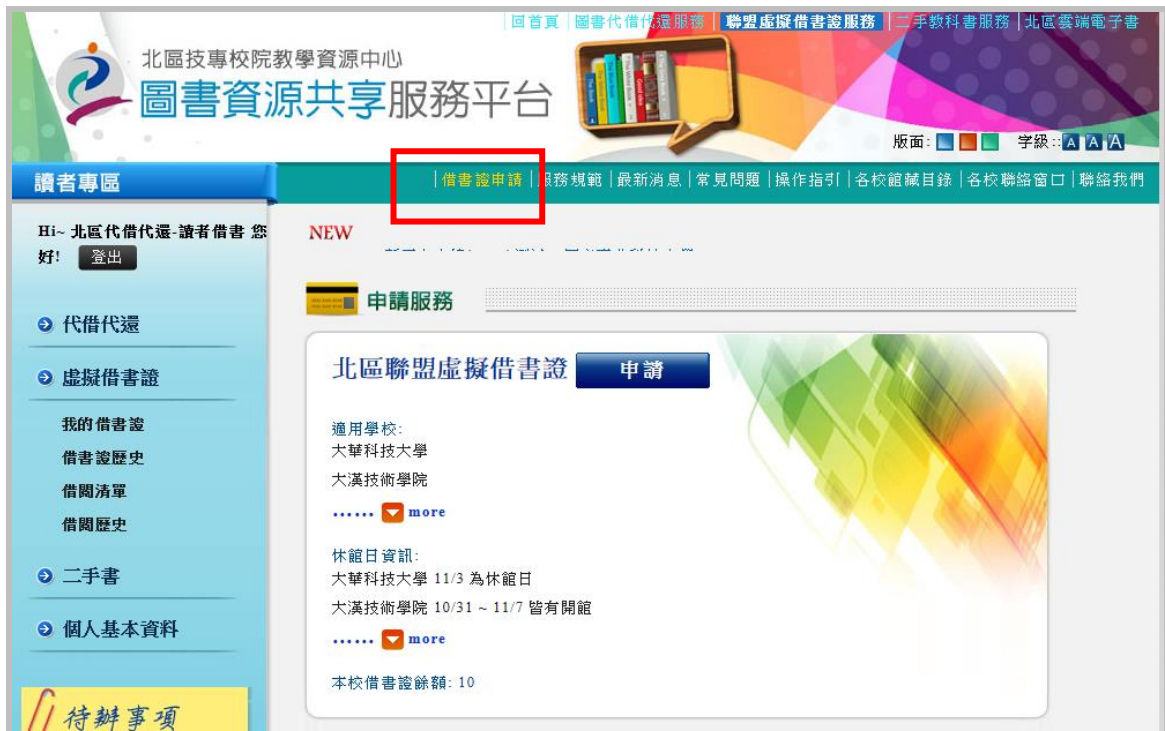 回首頁 | 圖書代借代還服務 | 聯盟虛擬借書證服務 | 二手教科書服務 | 北區雲端電子書
北區技專校院教學資源中心
圖書資源共享服務平台
版面: 字級::A A A
讀者專區
| 借書證申請 | 服務規範 | 最新消息 | 常見問題 | 操作指引 | 各校館藏目錄 | 各校聯絡窗口 | 聯絡我們
Hi~ 北區代借代還-讀者借書 您
好! 登出
代借代還
虛擬借書證
我的借書證
借書證歷史
借閱清單
借閱歷史
二手書
個人基本資料
待辦事項
NEW
申請服務
北區聯盟虛擬借書證 申請
適用學校:
大華科技大學
大漢技術學院
...... more
休館日資訊:
大華科技大學 11/3 為休館日
大漢技術學院 10/31 ~ 11/7 皆有開館
...... more
本校借書證餘額: 10